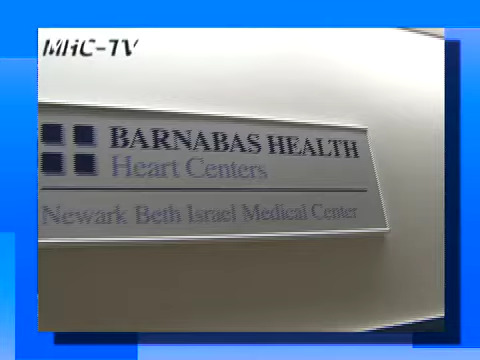 MHC-TV
BARNABAS HEALTH
Heart Centers
Newark Beth Israel Medical Center